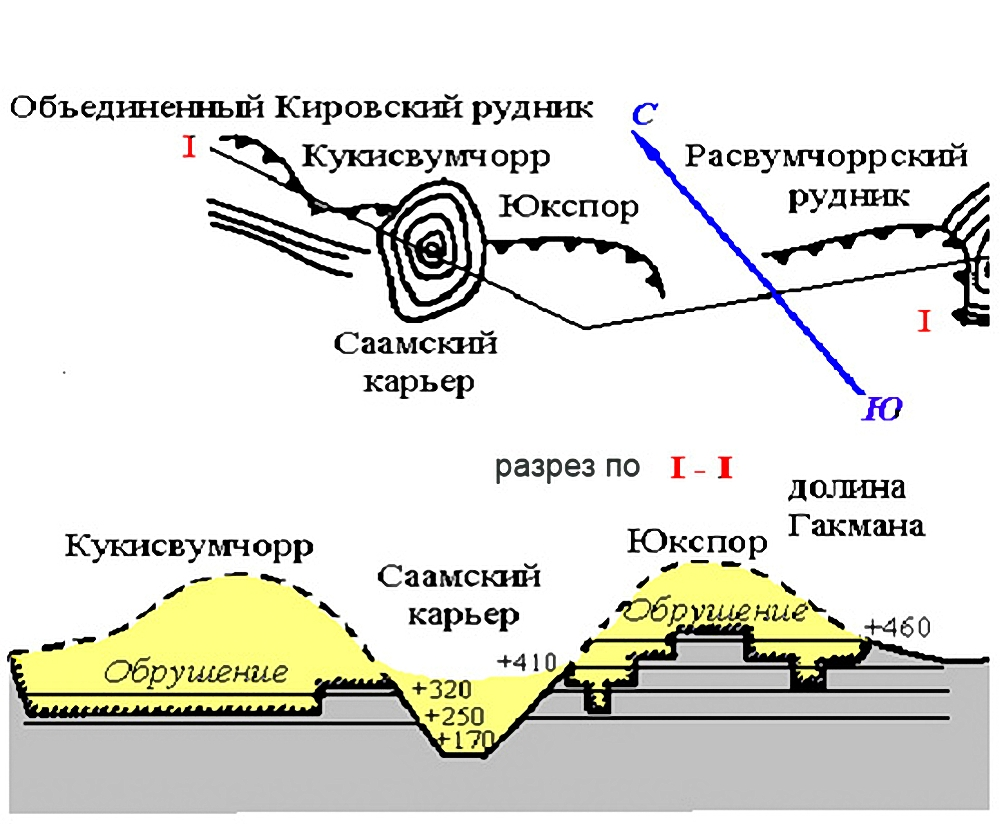 Объединенный Кировский рудник
С
I
Кукисвумчорр
Расвумчоррский
рудник
Юкспор
I
Саамский
карьер
Ю
разрез по I - I
долина
Гакмана
Кукисвумчорр
Юкспор
Саамский
карьер
Обрушение
+460
+410
Обрушение
+320
+250
+170